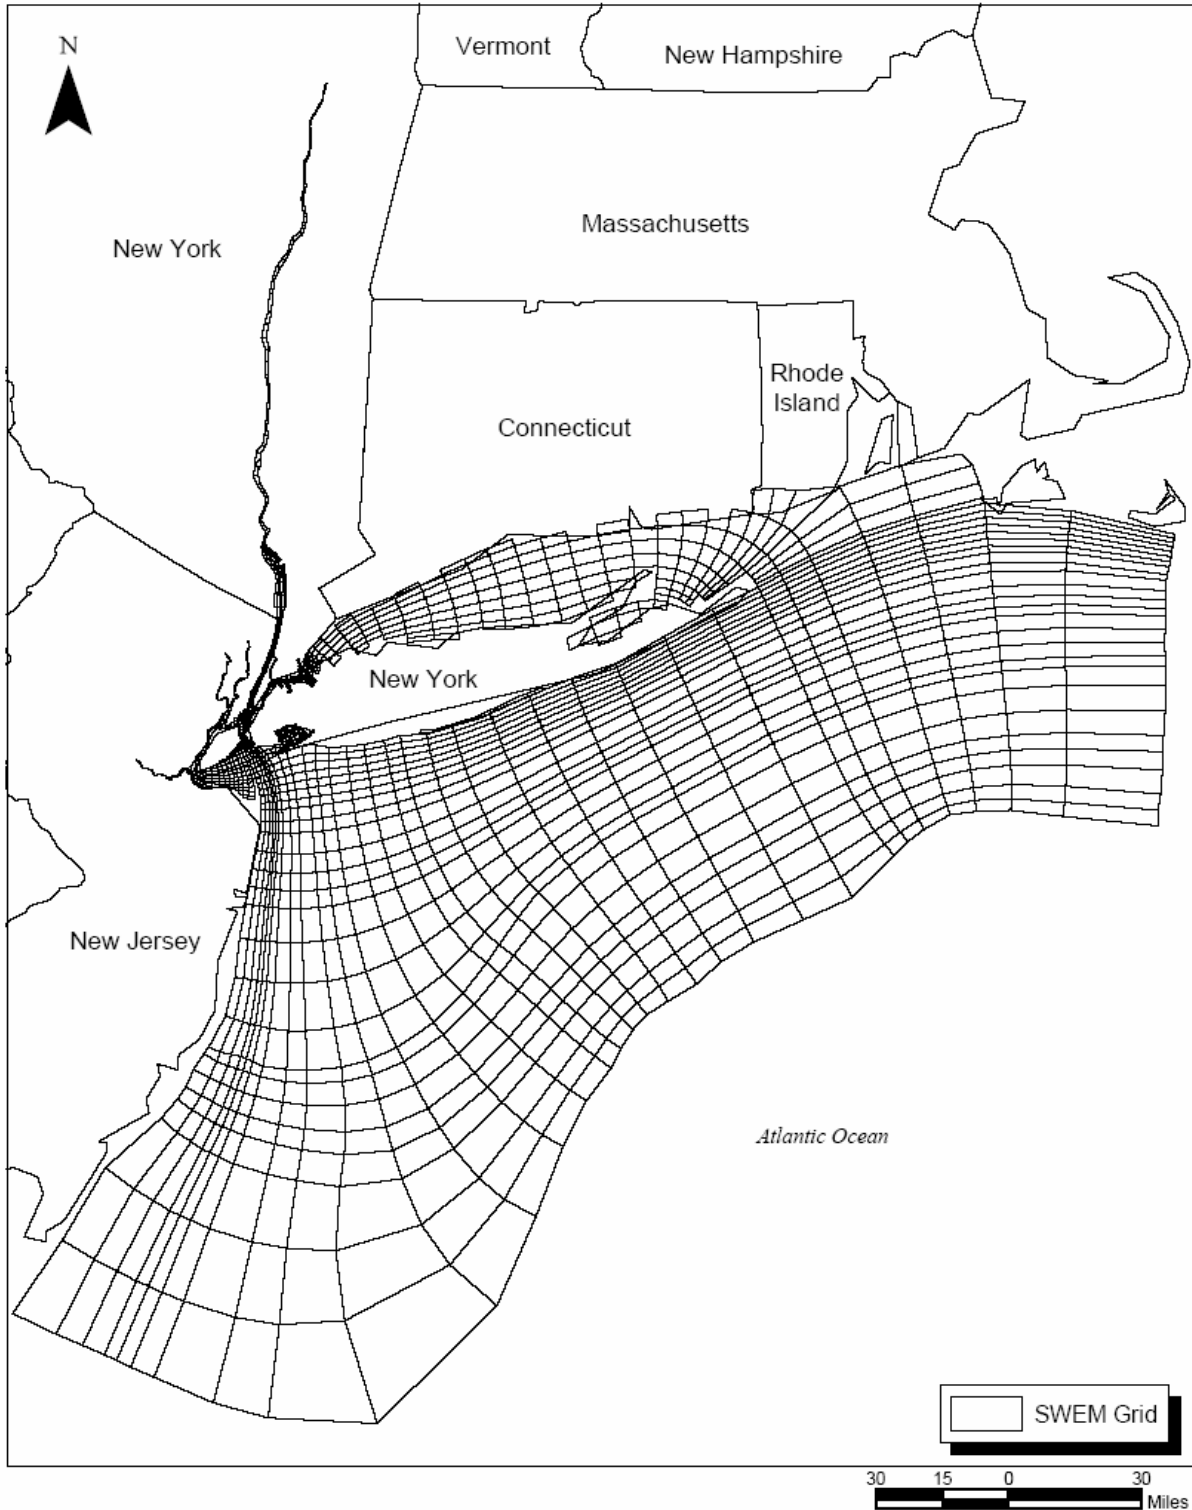 N
Vermont
New Hampshire
New York
Massachusetts
Rhode
Island
Connecticut
New York
New Jersey
Atlantic Ocean
SWEM Grid
30 15 0 30
Miles